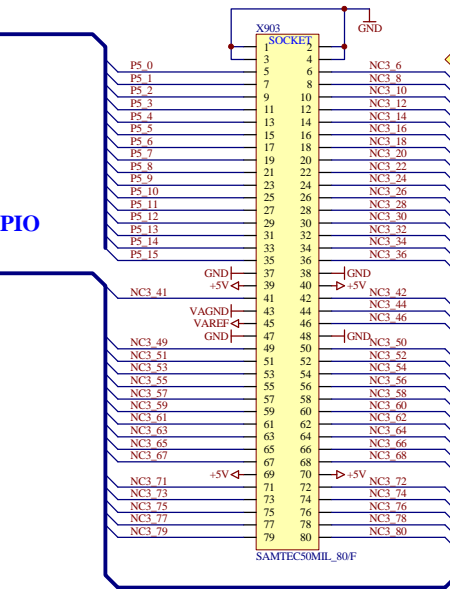 GND
X903
SOCKET
1 2
3 4
P5_0 5 6 NC3_6
P5_1 7 8 NC3_8
P5_2 9 10 NC3_10
P5_3 11 12 NC3_12
P5_4 13 14 NC3_14
P5_5 15 16 NC3_16
P5_6 17 18 NC3_18
P5_7 19 20 NC3_20
P5_8 21 22 NC3_22
P5_9 23 24 NC3_24
P5_10 25 26 NC3_26
P5_11 27 28 NC3_28
P5_12 29 30 NC3_30
P5_13 31 32 NC3_32
P5_14 33 34 NC3_34
P5_15 35 36 NC3_36
PIO
GND 37 38 GND
+5V 39 40 +5V
NC3_41 41 42 NC3_42
VAGND 43 44 NC3_44
VAREF 45 46 NC3_46
GND 47 48 GND
NC3_49 49 50 NC3_50
NC3_51 51 52 NC3_52
NC3_53 53 54 NC3_54
NC3_55 55 56 NC3_56
NC3_57 57 58 NC3_58
NC3_59 59 60 NC3_60
NC3_61 61 62 NC3_62
NC3_63 63 64 NC3_64
NC3_65 65 66 NC3_66
NC3_67 67 68 NC3_68
+5V 69 70 +5V
NC3_71 71 72 NC3_72
NC3_73 73 74 NC3_74
NC3_75 75 76 NC3_76
NC3_77 77 78 NC3_78
NC3_79 79 80 NC3_80
SAMTEC50MIL_80/F